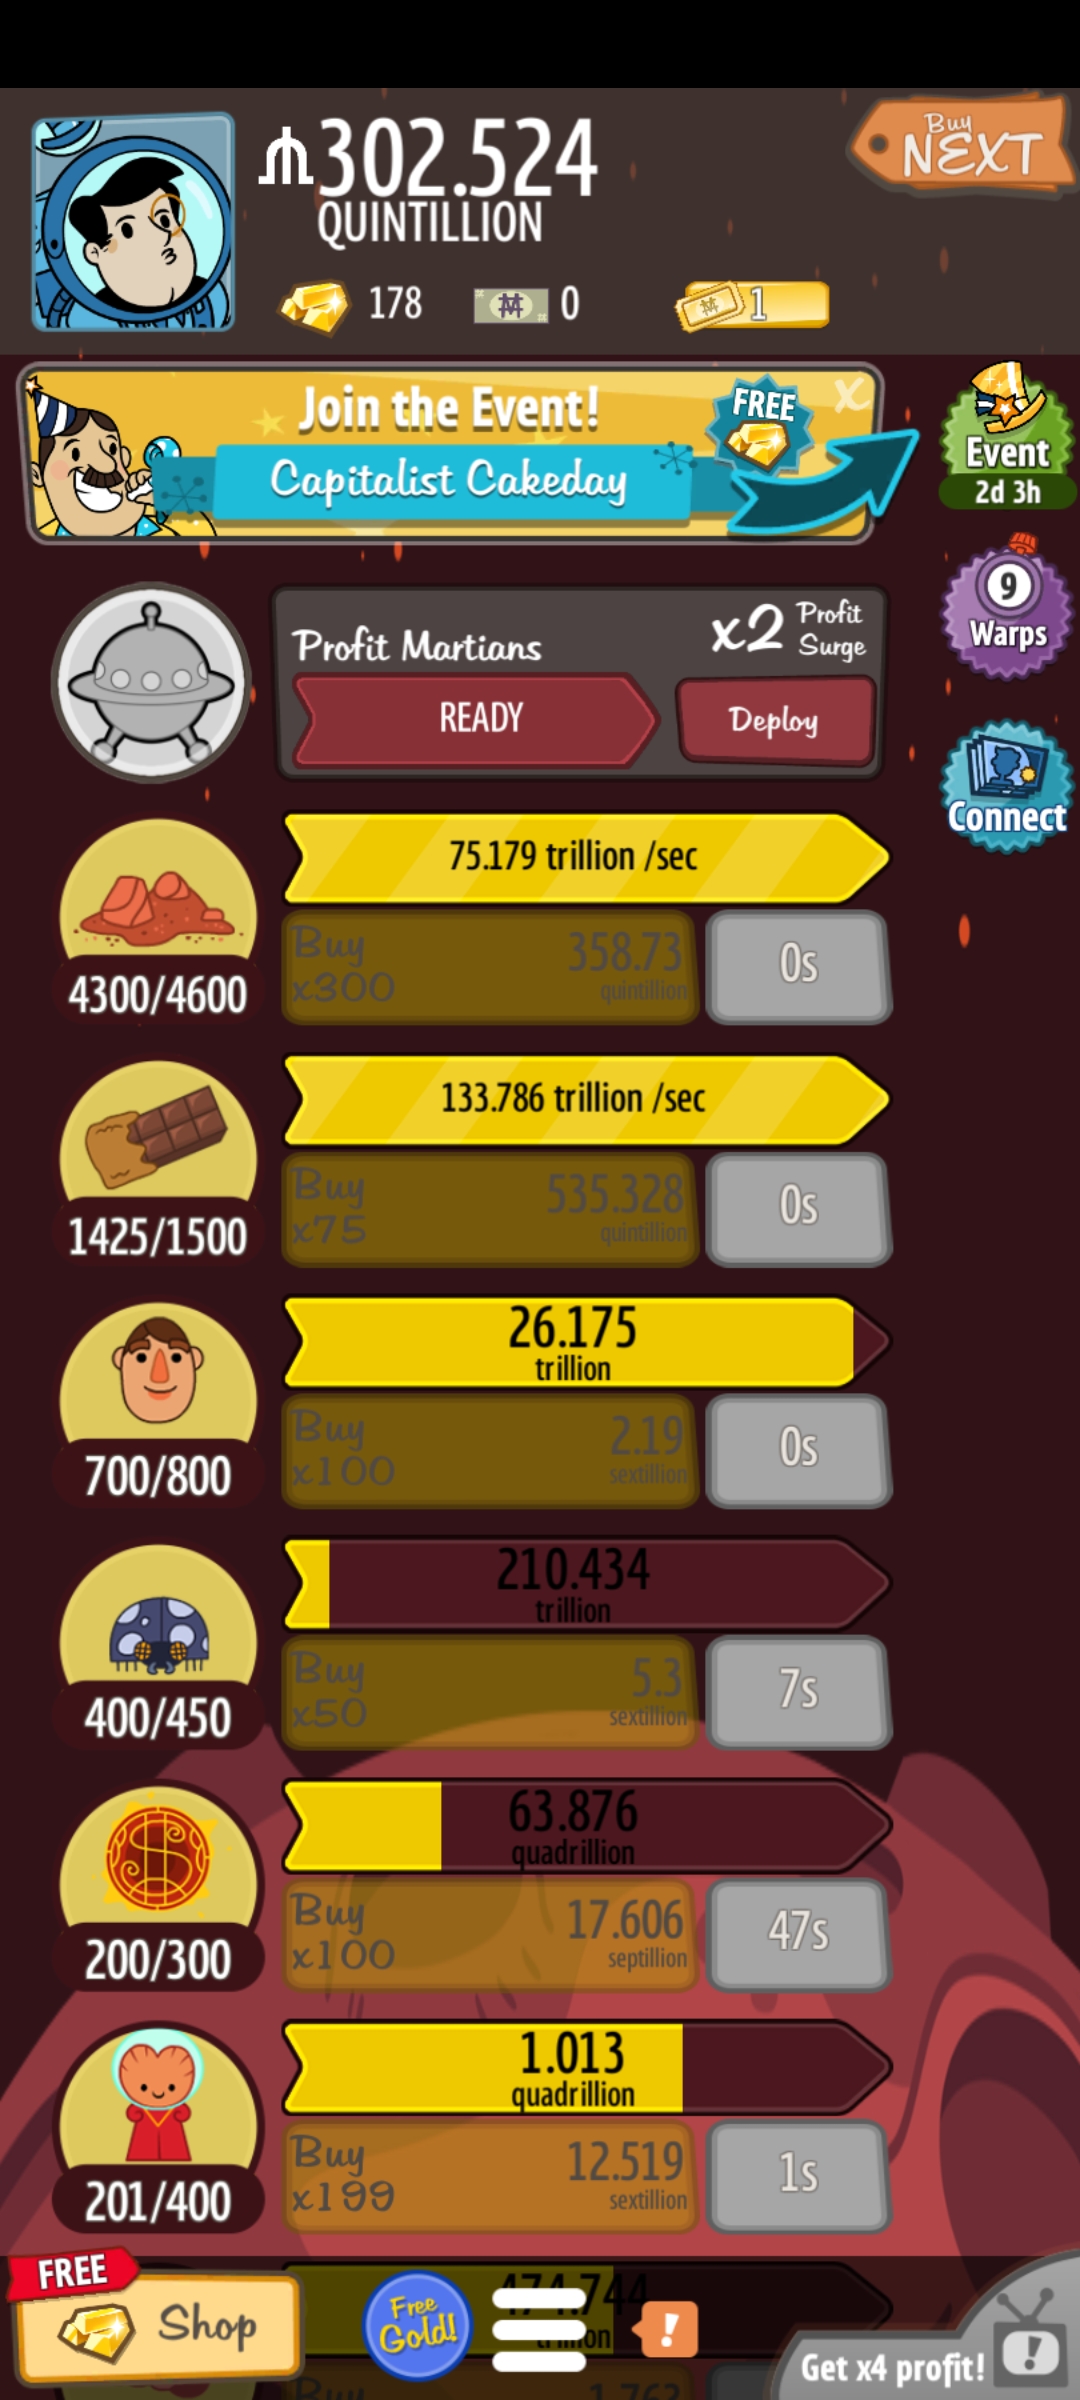 302.524
QUINTILLION
Buy
NEXT
178
0
1
Join the Event!
FREE
Capitalist Cakeday
x
Event
2d 3h
9
Warps
Connect
Profit Martians
x2 Profit
Surge
READY
Deploy
75.179 trillion /sec
Buy
x300
358.73
quintillion
0s
4300/4600
133.786 trillion /sec
Buy
x75
535.328
quintillion
0s
1425/1500
26.175
trillion
Buy
x100
2.19
sextillion
0s
700/800
210.434
trillion
Buy
x50
5.3
sextillion
7s
400/450
63.876
quadrillion
Buy
x100
17.606
septillion
47s
200/300
1.013
quadrillion
Buy
x199
12.519
sextillion
1s
201/400
FREE
Shop
Free
Gold!
474.744
!
Get x4 profit!
!
Buy
1.763